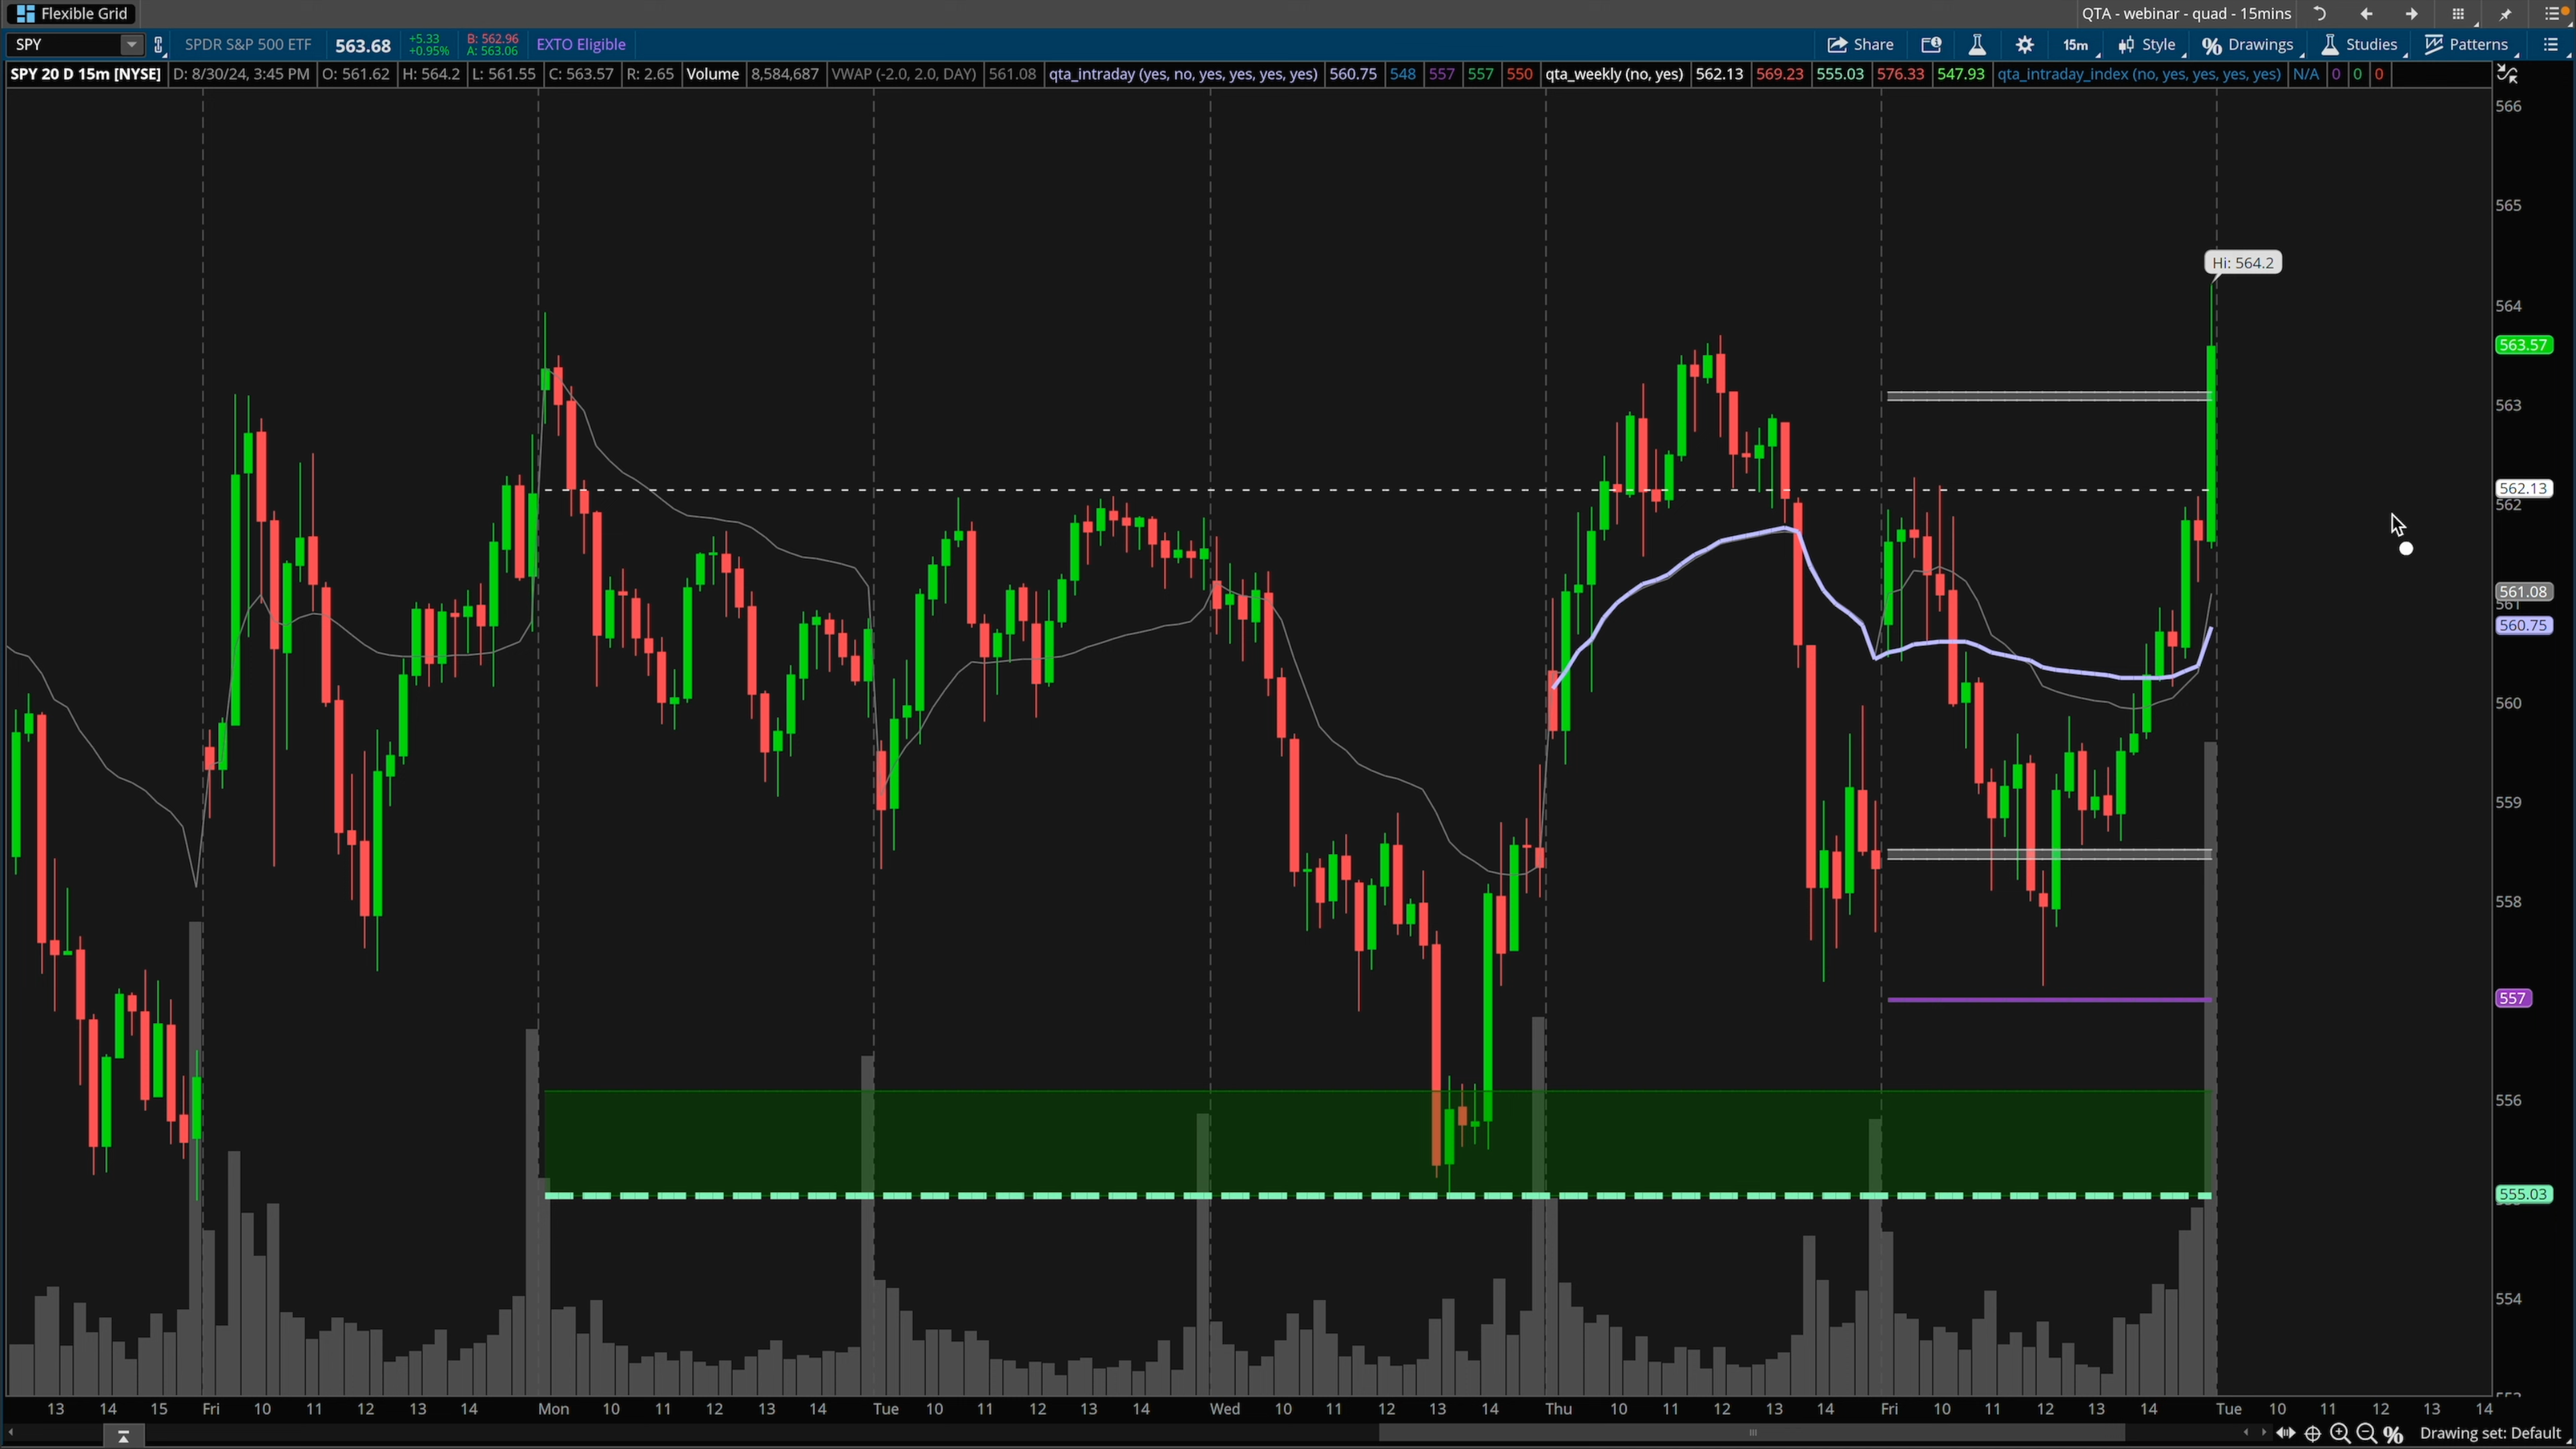 Flexible Grid
QTA - webinar - quad - 15mins
SPY
SPDR S&P 500 ETF
563.68
+5.33
+0.95%
B: 562.96
A: 563.06
EXTO Eligible
Share
15m
Style
Drawings
Studies
Patterns
SPY 20 D 15m [NYSE] D: 8/30/24, 3:45 PM O: 561.62 H: 564.2 L: 561.55 C: 563.57 R: 2.65 Volume 8,584,687 VWAP (-2.0, 2.0, DAY) 561.08 qta_intraday (yes, no, yes, yes, yes, yes) 560.75 548 557 557 550 qta_weekly (no, yes) 562.13 569.23 555.03 576.33 547.93 qta_intraday_index (no, yes, yes, yes, yes) N/A 0 0 0
566
565
Hi: 564.2
564
563.57
563
562.13
562
561.08
561
560.75
560
559
558
557
556
555.03
554
13 14 15 Fri 10 11 12 13 14 Mon 10 11 12 13 14 Tue 10 11 12 13 14 Wed 10 11 12 13 14 Thu 10 11 12 13 14 Fri 10 11 12 13 14 Tue 10 11 12 13 14
Drawing set: Default